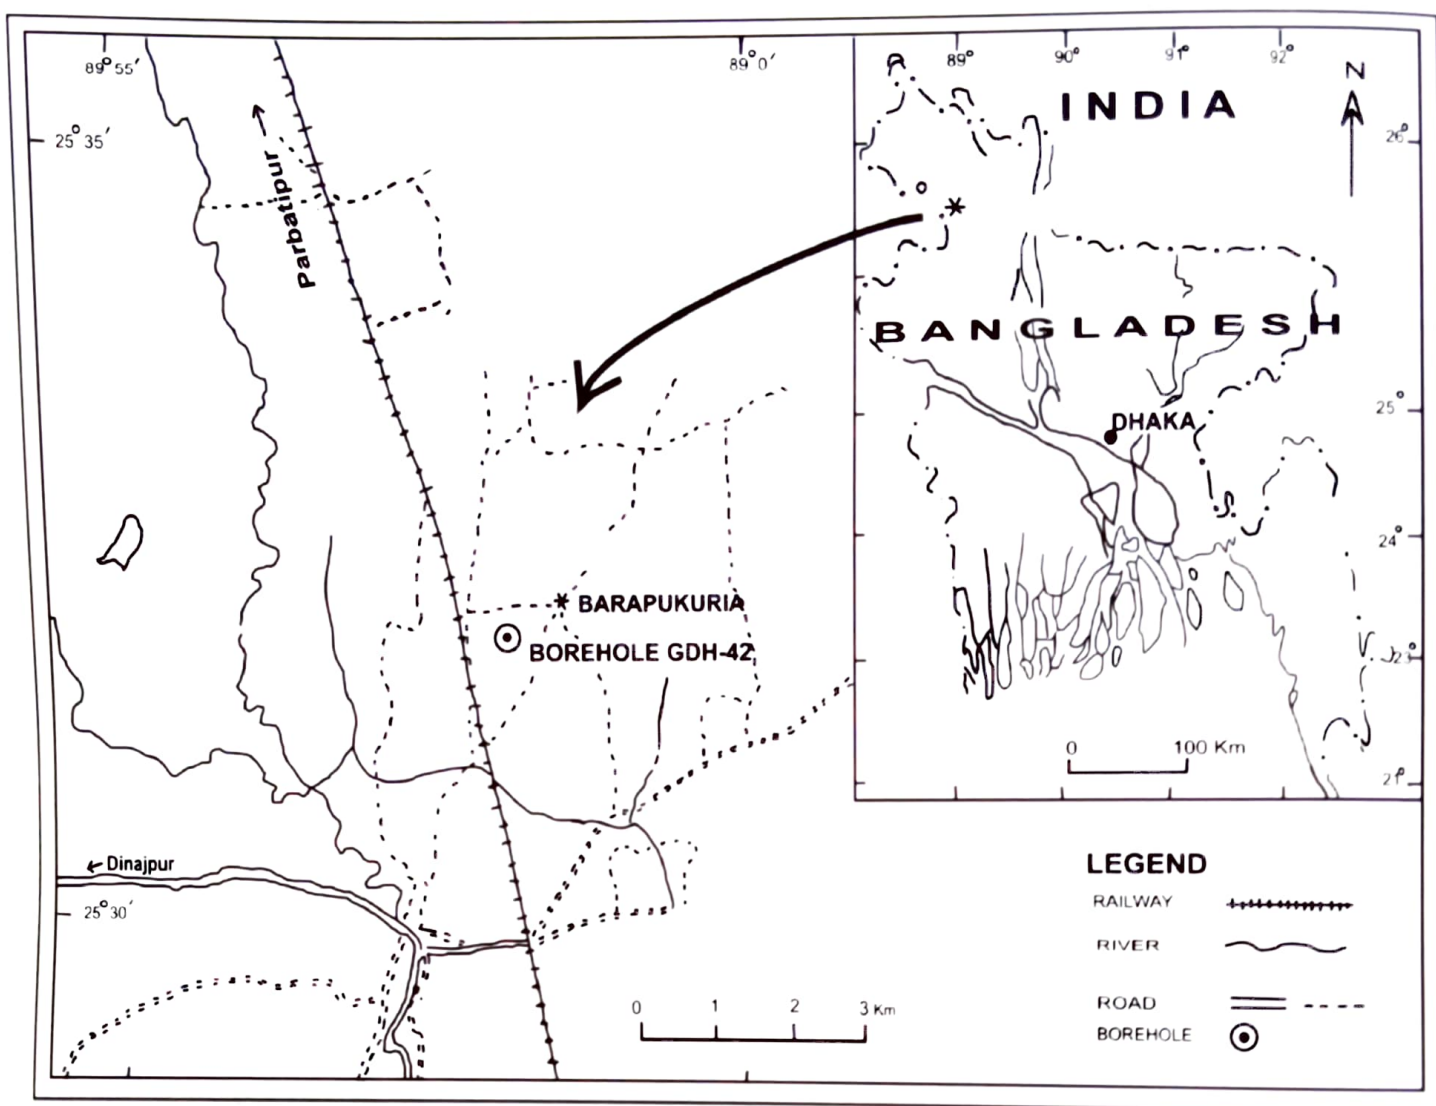 89°55′
89°0′
89°
90°
91°
92°
N
INDIA
26°
25°35′
Parbatipur
BANGLADESH
25°
DHAKA
24°
BARAPUKURIA
BOREHOLE GDH-42
23°
0 100 Km
21°
LEGEND
Dinajpur
RAILWAY
25°30′
RIVER
ROAD
0 1 2 3 Km
BOREHOLE